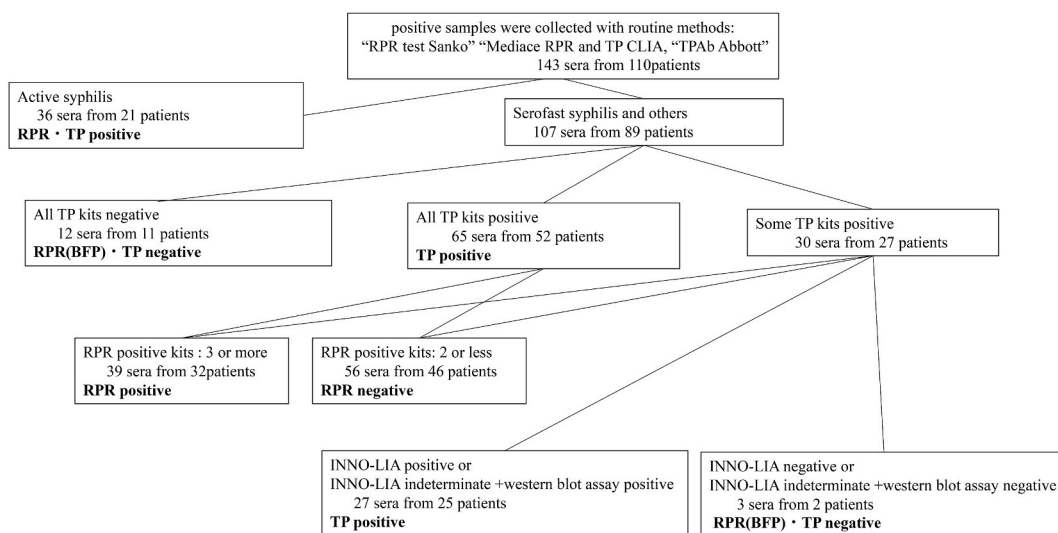 positive samples were collected with routine methods:
“RPR test Sanko” “Mediace RPR and TP CLIA, “TPAb Abbott”
143 sera from 110patients
Active syphilis
36 sera from 21 patients
RPR・TP positive
Serofast syphilis and others
107 sera from 89 patients
All TP kits negative
12 sera from 11 patients
RPR(BFP)・TP negative
All TP kits positive
65 sera from 52 patients
TP positive
Some TP kits positive
30 sera from 27 patients
RPR positive kits : 3 or more
39 sera from 32patients
RPR positive
RPR positive kits: 2 or less
56 sera from 46 patients
RPR negative
INNO-LIA positive or
INNO-LIA indeterminate +western blot assay positive
27 sera from 25 patients
TP positive
INNO-LIA negative or
INNO-LIA indeterminate +western blot assay negative
3 sera from 2 patients
RPR(BFP)・TP negative